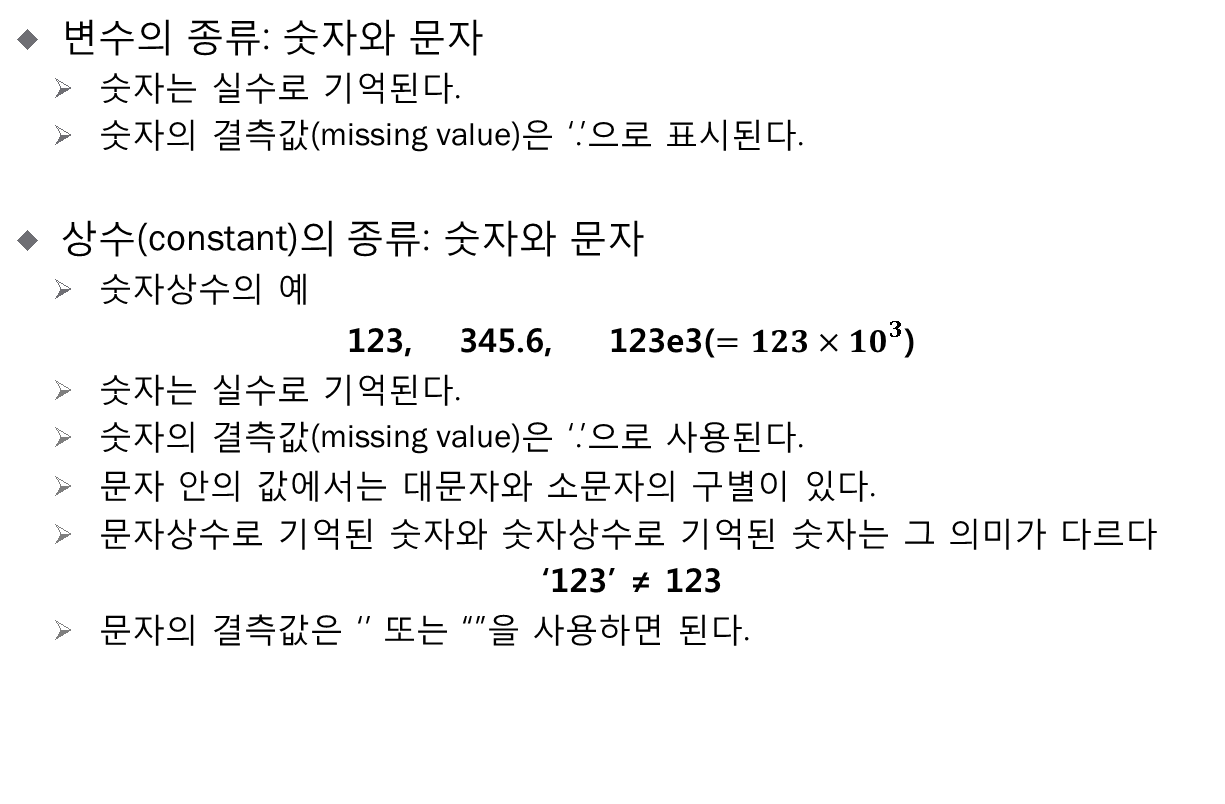 ◆ 변수의 종류: 숫자와 문자
➢ 숫자는 실수로 기억된다.
➢ 숫자의 결측값(missing value)은 ‘.’으로 표시된다.
◆ 상수(constant)의 종류: 숫자와 문자
➢ 숫자상수의 예
123, 345.6, 123e3(= 123 × 10³)
➢ 숫자는 실수로 기억된다.
➢ 숫자의 결측값(missing value)은 ‘.’으로 사용된다.
➢ 문자 안의 값에서는 대문자와 소문자의 구별이 있다.
➢ 문자상수로 기억된 숫자와 숫자상수로 기억된 숫자는 그 의미가 다르다
‘123’ ≠ 123
➢ 문자의 결측값은 ‘’ 또는 “”을 사용하면 된다.